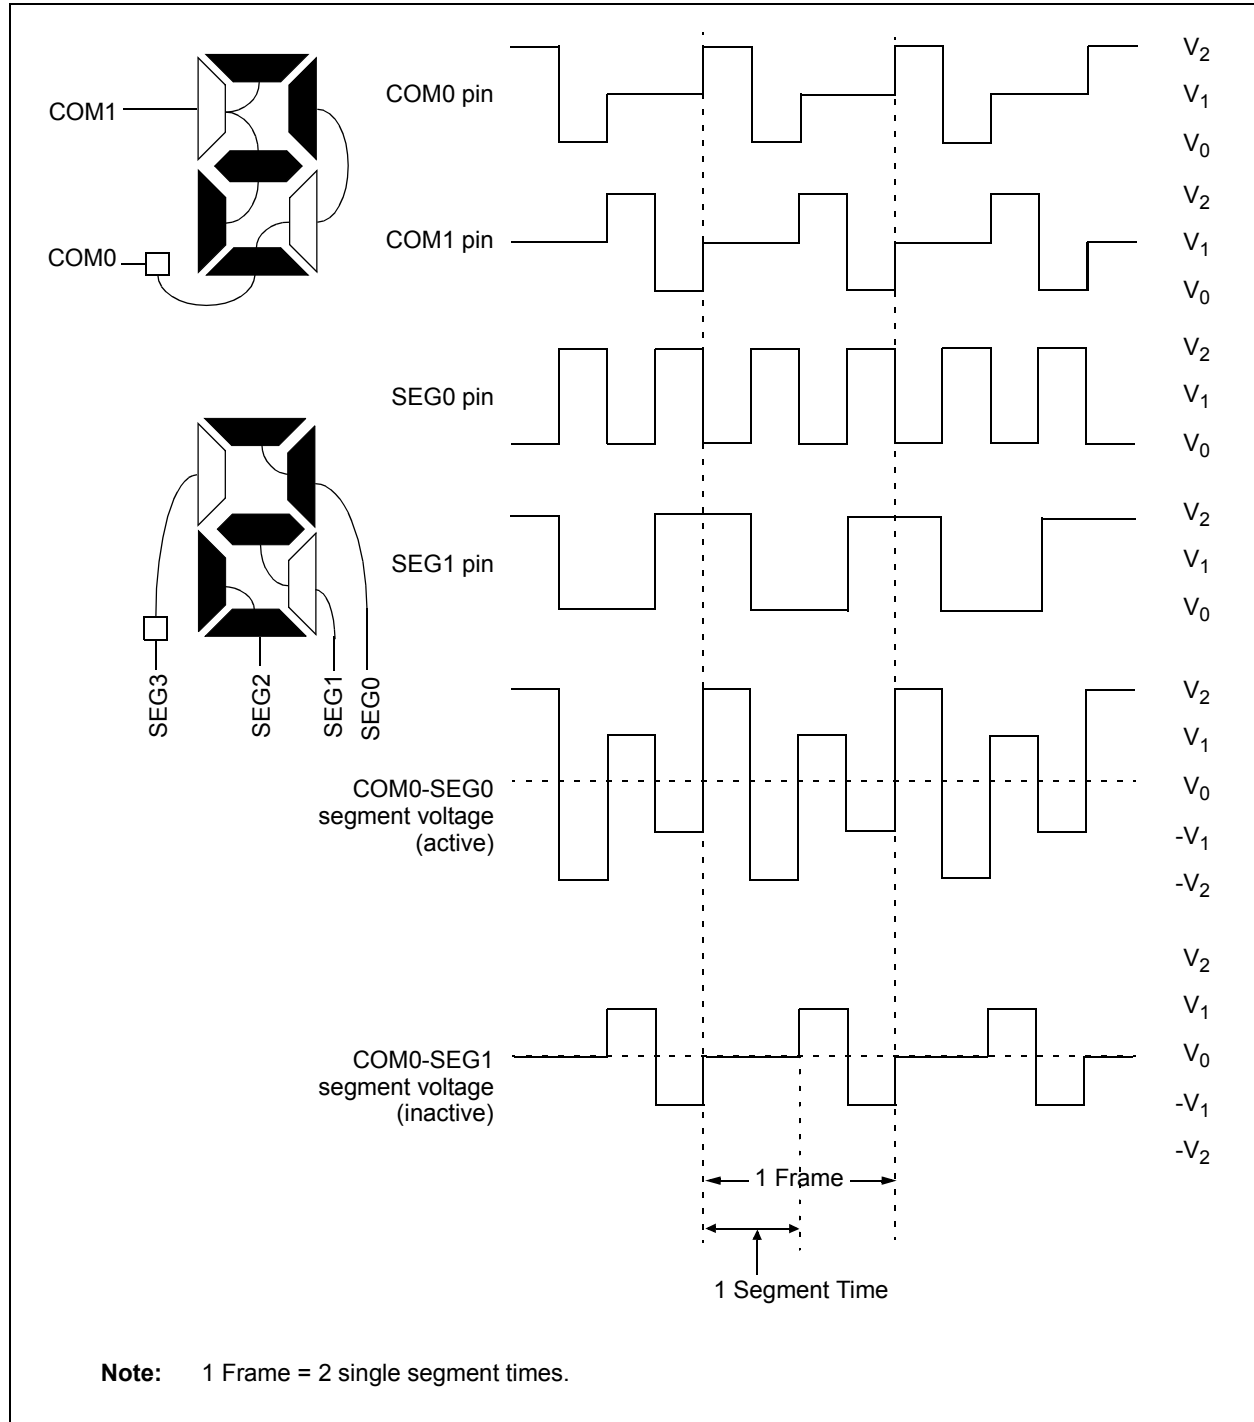 COM1
COM0
COM0 pin
V2
V1
V0
COM1 pin
V2
V1
V0
SEG0 pin
V2
V1
V0
SEG1 pin
V2
V1
V0
SEG3
SEG2
SEG1
SEG0
COM0-SEG0
segment voltage
(active)
V2
V1
V0
-V1
-V2
COM0-SEG1
segment voltage
(inactive)
V2
V1
V0
-V1
-V2
1 Frame
1 Segment Time
Note: 1 Frame = 2 single segment times.